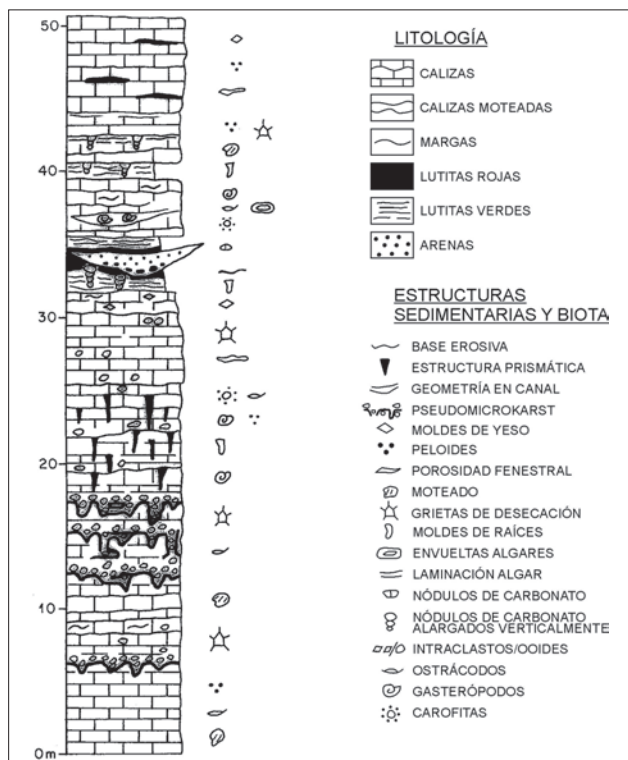 50
40
30
20
10
0m
LITOLOGÍA
CALIZAS
CALIZAS MOTEADAS
MARGAS
LUTITAS ROJAS
LUTITAS VERDES
ARENAS
ESTRUCTURAS
SEDIMENTARIAS Y BIOTA
BASE EROSIVA
ESTRUCTURA PRISMÁTICA
GEOMETRÍA EN CANAL
PSEUDOMICROKARST
MOLDES DE YESO
PELOIDES
POROSIDAD FENESTRAL
MOTEADO
GRIETAS DE DESECACIÓN
MOLDES DE RAÍCES
ENVUELTAS ALGARES
LAMINACIÓN ALGAR
NÓDULOS DE CARBONATO
NÓDULOS DE CARBONATO
ALARGADOS VERTICALMENTE
INTRACLASTOS/OOIDES
OSTRÁCODOS
GASTERÓPODOS
CAROFITAS